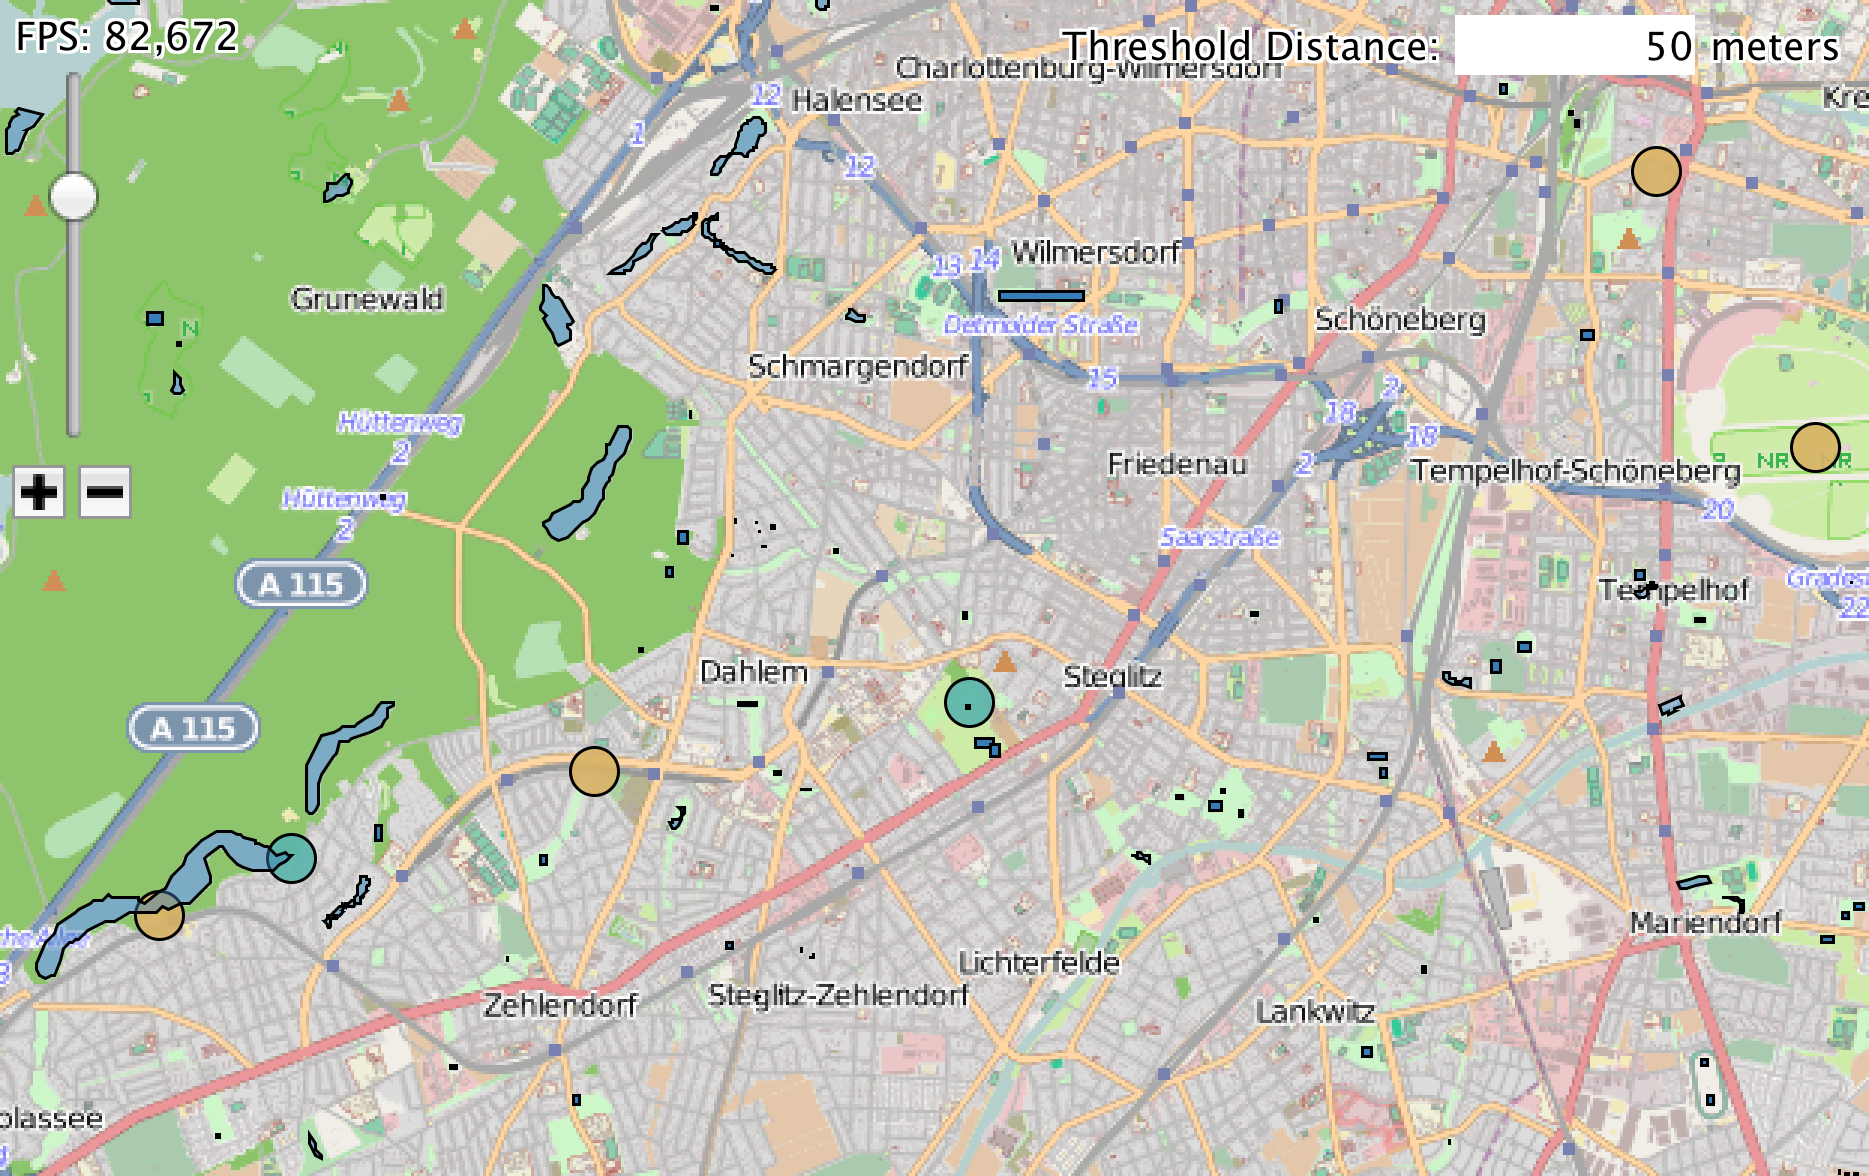 FPS: 82,672
Threshold Distance: 50 meters
Charlottenburg-Wilmersdorf
12
Halensee
Kre
1
12
Wilmersdorf
13
14
Grunewald
Detmolder Straße
Schöneberg
N
Schmargendorf
15
2
18
18
Hüttenweg
2
Friedenau
2
Tempelhof-Schöneberg
NR
NR
Hüttenweg
2
20
Saarstraße
A 115
Tempelhof
Grades
22
Dahlem
Steglitz
A 115
Mariendorf
Lichterfelde
Steglitz-Zehlendorf
Zehlendorf
Lankwitz
olassee